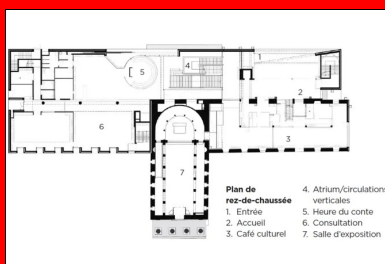 1
4
5
2
6
3
7
Plan de
rez-de-chaussée
1. Entrée
2. Accueil
3. Café culturel
4. Atrium/circulations
verticales
5. Heure du conte
6. Consultation
7. Salle d'exposition